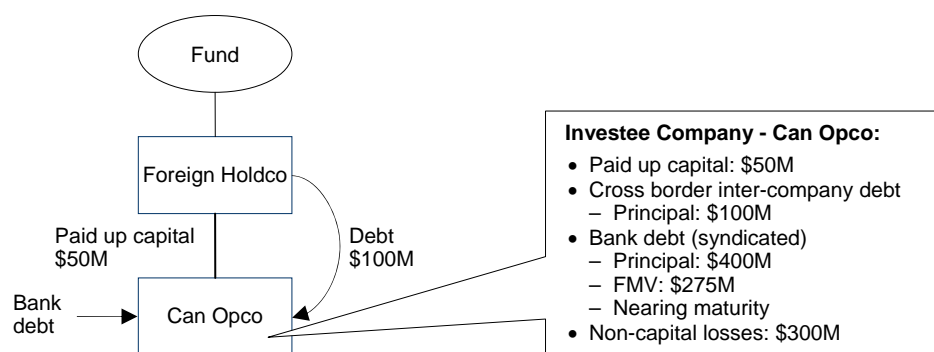 Fund
Foreign Holdco
Paid up capital
$50M
Debt
$100M
Bank
debt
Can Opco
Investee Company - Can Opco:
• Paid up capital: $50M
• Cross border inter-company debt
– Principal: $100M
• Bank debt (syndicated)
– Principal: $400M
– FMV: $275M
– Nearing maturity
• Non-capital losses: $300M